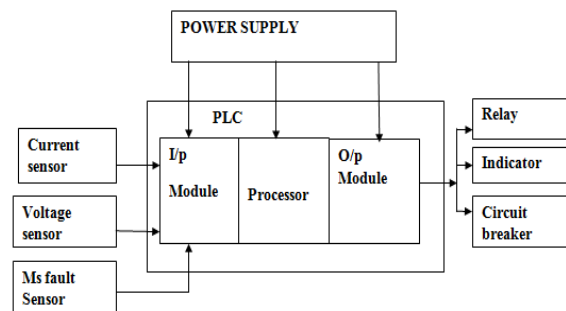 POWER SUPPLY
PLC
Current
sensor
Voltage
sensor
Ms fault
Sensor
I/p
Module
Processor
O/p
Module
Relay
Indicator
Circuit
breaker